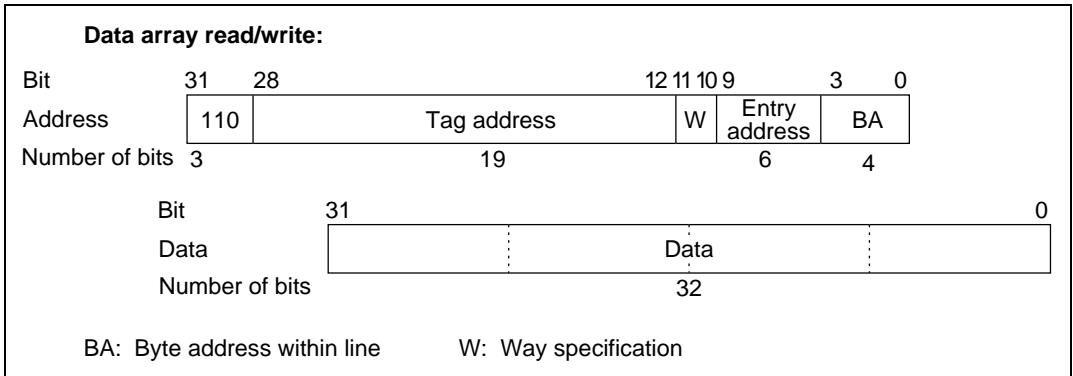 Data array read/write:
Bit 31 28 12 11 10 9 3 0
Address 110 Tag address W Entry address BA
Number of bits 3 19 6 4
Bit 31 0
Data Data
Number of bits 32
BA: Byte address within line W: Way specification